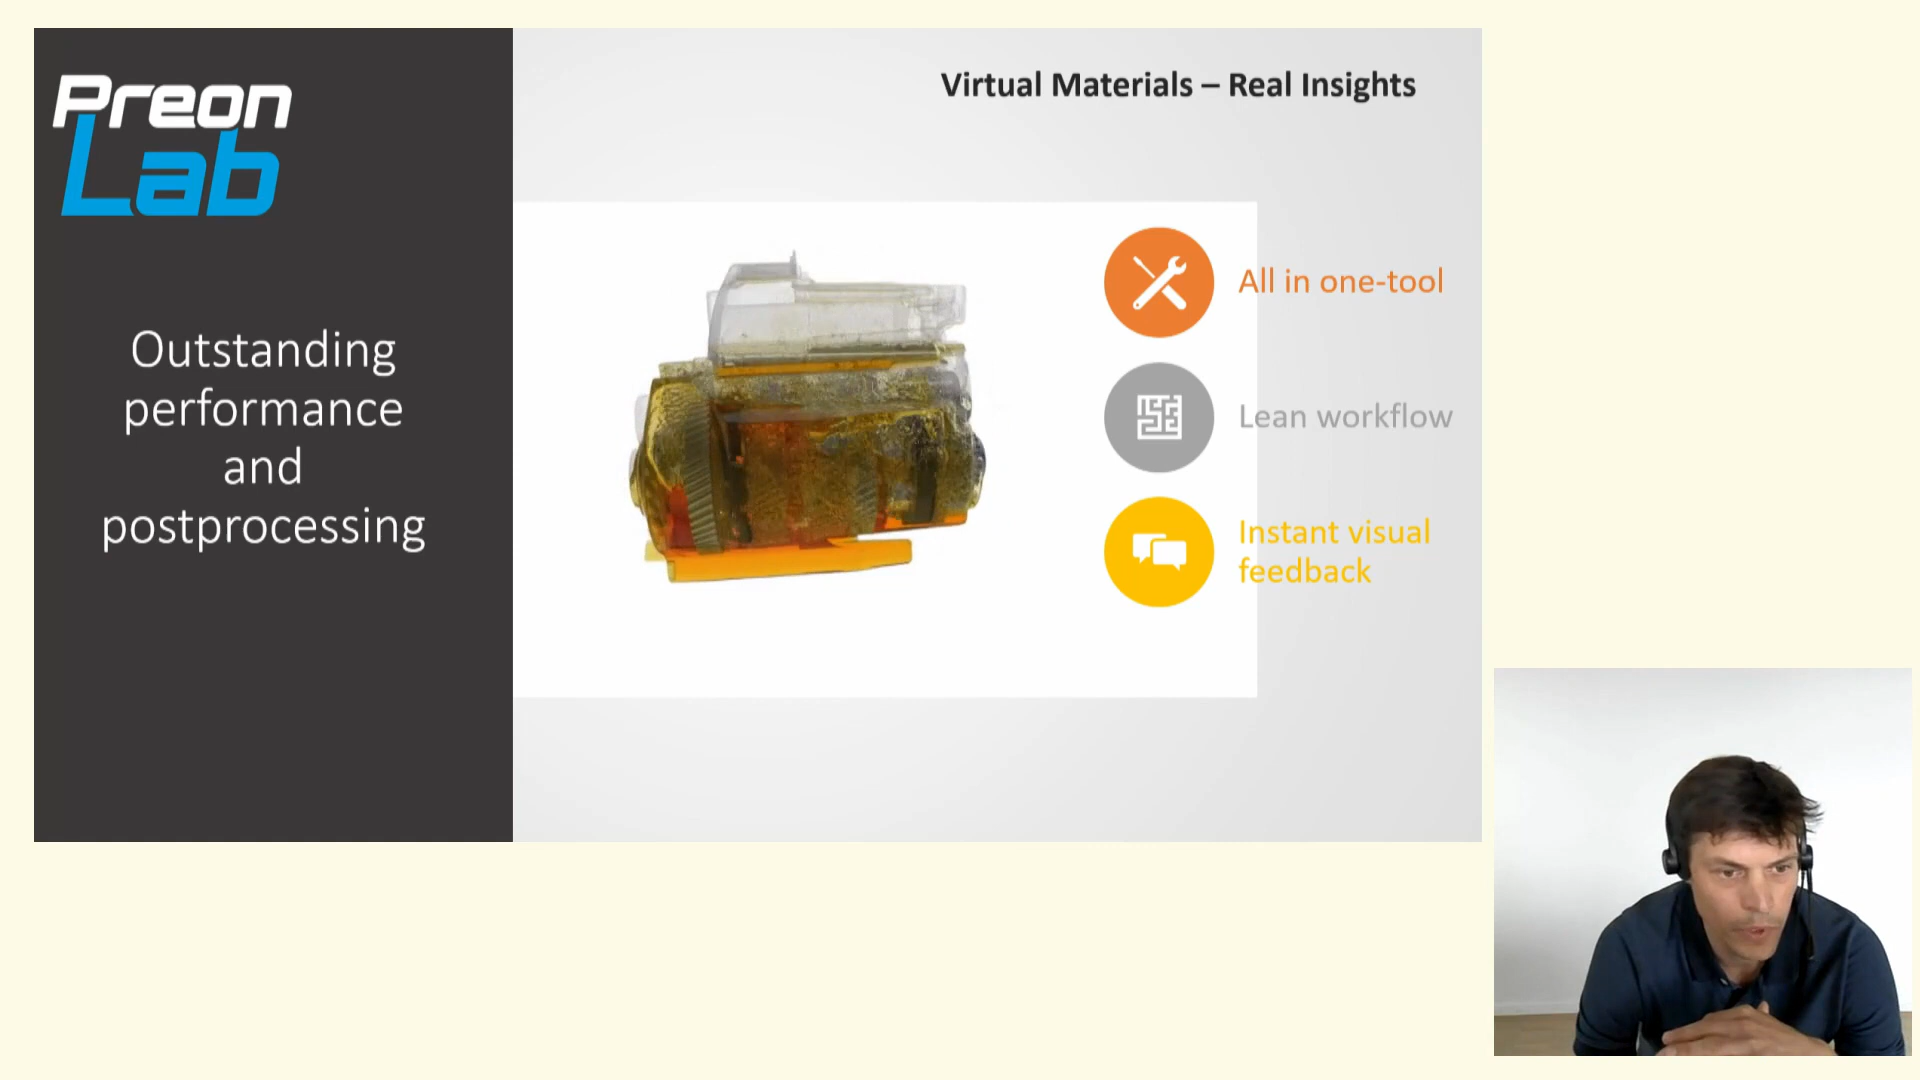 Preon
Lab
Outstanding
performance
and
postprocessing
Virtual Materials – Real Insights
All in one-tool
Lean workflow
Instant visual
feedback